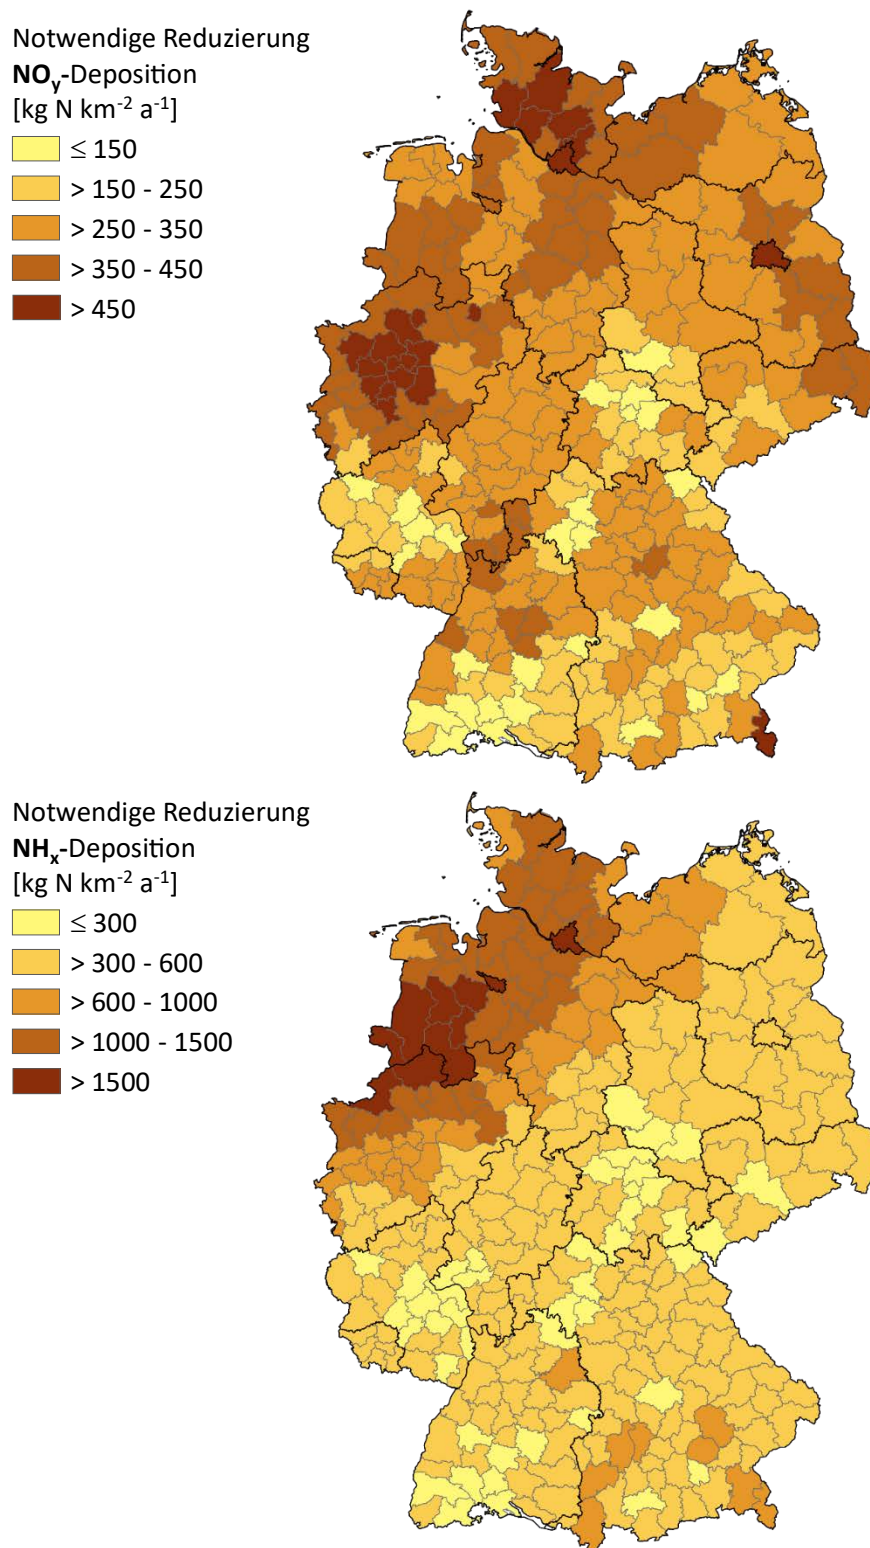 Notwendige Reduzierung
NOy-Deposition
[kg N km-2 a-1]
≤ 150
> 150 - 250
> 250 - 350
> 350 - 450
> 450
Notwendige Reduzierung
NHx-Deposition
[kg N km-2 a-1]
≤ 300
> 300 - 600
> 600 - 1000
> 1000 - 1500
> 1500